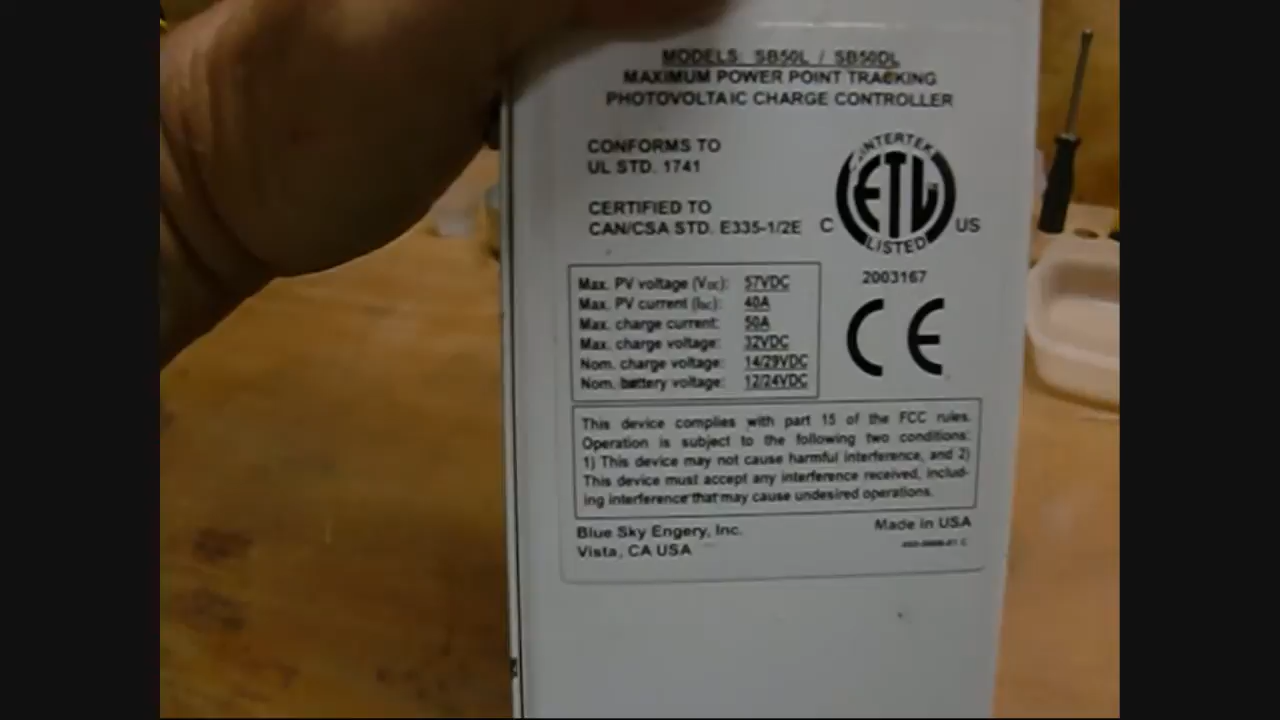 MODELS: SB50L / SB50DL
MAXIMUM POWER POINT TRACKING
PHOTOVOLTAIC CHARGE CONTROLLER
CONFORMS TO
UL STD. 1741
CERTIFIED TO
CAN/CSA STD. E335-1/2E
INTERTEK
C ETL US
LISTED
2003167
CE
Max. PV voltage (Voc): 57VDC
Max. PV current (Isc): 40A
Max. charge current: 50A
Max. charge voltage: 32VDC
Nom. charge voltage: 14/29VDC
Nom. battery voltage: 12/24VDC
This device complies with part 15 of the FCC rules.
Operation is subject to the following two conditions:
1) This device may not cause harmful interference, and 2)
This device must accept any interference received, includ-
ing interference that may cause undesired operations.
Blue Sky Engery, Inc.
Vista, CA USA
Made in USA